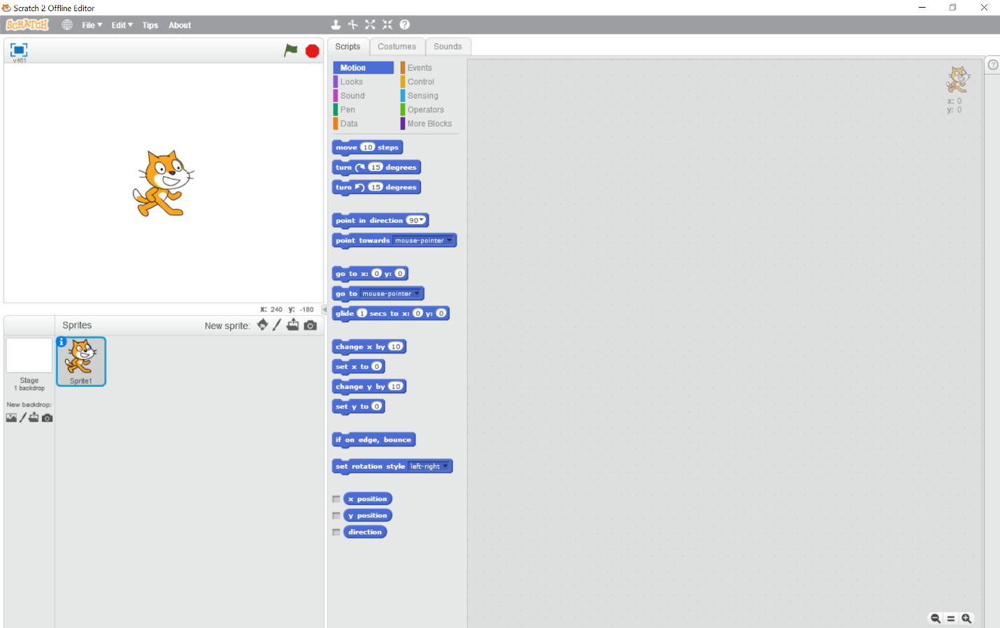 Scratch 2 Offline Editor
SCRATCH File Edit Tips About
v461
Scripts Costumes Sounds
Motion Events
Looks Control
Sound Sensing
Pen Operators
Data More Blocks
x: 0
y: 0
move 10 steps
turn 15 degrees
turn 15 degrees
point in direction 90
point towards mouse-pointer
go to x: 0 y: 0
go to mouse-pointer
glide 1 secs to x: 0 y: 0
change x by 10
set x to 0
change y by 10
set y to 0
if on edge, bounce
set rotation style left-right
x position
y position
direction
X: 240 y: -180
Sprites New sprite:
Stage
1 backdrop
New backdrop:
Sprite1